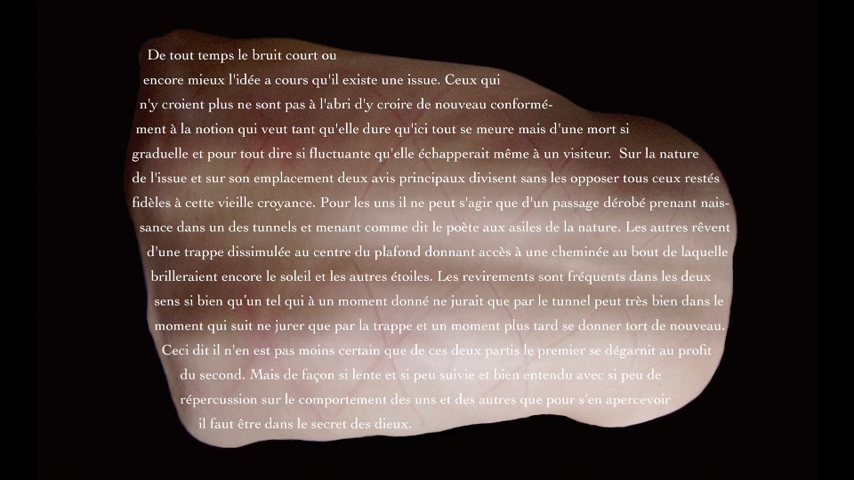 De tout temps le bruit court ou
encore mieux l'idée a cours qu'il existe une issue. Ceux qui
n'y croient plus ne sont pas à l'abri d'y croire de nouveau conformé-
ment à la notion qui veut tant qu'elle dure qu'ici tout se meure mais d'une mort si
graduelle et pour tout dire si fluctuante qu'elle échapperait même à un visiteur. Sur la nature
de l'issue et sur son emplacement deux avis principaux divisent sans les opposer tous ceux restés
fidèles à cette vieille croyance. Pour les uns il ne peut s'agir que d'un passage dérobé prenant nais-
sance dans un des tunnels et menant comme dit le poète aux asiles de la nature. Les autres rêvent
d'une trappe dissimulée au centre du plafond donnant accès à une cheminée au bout de laquelle
brilleraient encore le soleil et les autres étoiles. Les revirements sont fréquents dans les deux
sens si bien qu'un tel qui à un moment donné ne jurait que par le tunnel peut très bien dans le
moment qui suit ne jurer que par la trappe et un moment plus tard se donner tort de nouveau.
Ceci dit il n'en est pas moins certain que de ces deux partis le premier se dégarnit au profit
du second. Mais de façon si lente et si peu suivie et bien entendu avec si peu de
répercussion sur le comportement des uns et des autres que pour s'en apercevoir
il faut être dans le secret des dieux.